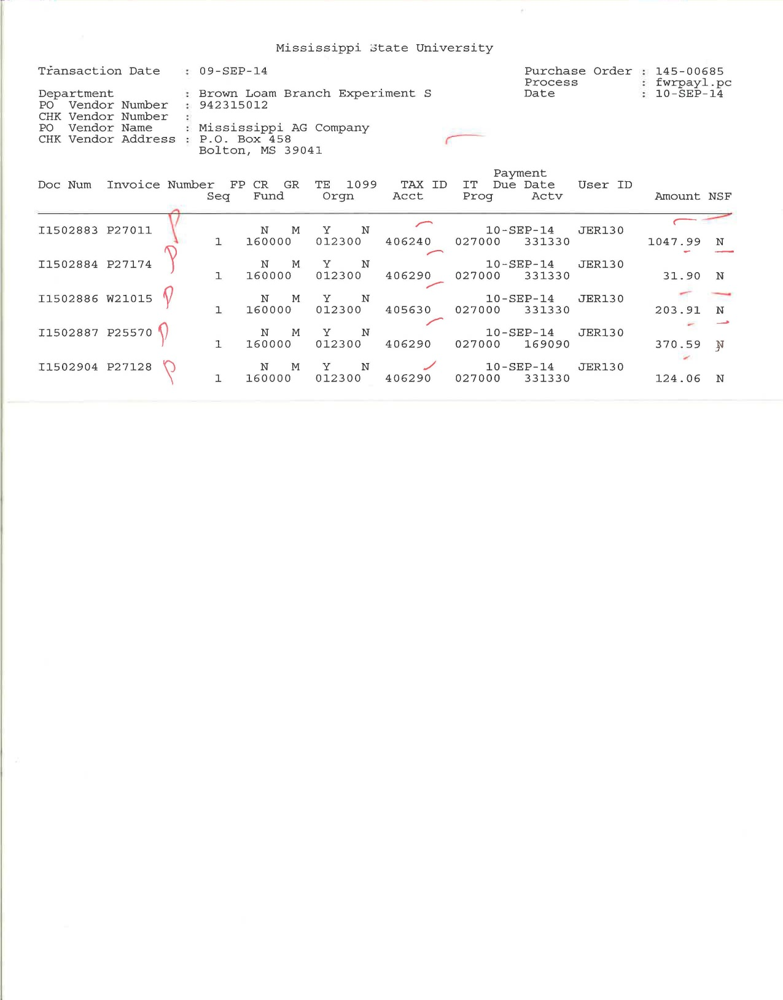 Mississippi State University
Transaction Date : 09-SEP-14 Purchase Order : 145-00685
Process : fwrpayl.pc
Department : Brown Loam Branch Experiment S Date : 10-SEP-14
PO Vendor Number : 942315012
CHK Vendor Number :
PO Vendor Name : Mississippi AG Company
CHK Vendor Address : P.O. Box 458
Bolton, MS 39041
Payment
Doc Num Invoice Number FP CR GR TE 1099 TAX ID IT Due Date User ID
Seq Fund Orgn Acct Prog Actv Amount NSF
I1502883 P27011 P N M Y N 10-SEP-14 JER130
1 160000 012300 406240 027000 331330 1047.99 N
I1502884 P27174 P N M Y N 10-SEP-14 JER130
1 160000 012300 406290 027000 331330 31.90 N
I1502886 W21015 P N M Y N 10-SEP-14 JER130
1 160000 012300 405630 027000 331330 203.91 N
I1502887 P25570 P N M Y N 10-SEP-14 JER130
1 160000 012300 406290 027000 169090 370.59 N
I1502904 P27128 P N M Y N 10-SEP-14 JER130
1 160000 012300 406290 027000 331330 124.06 N